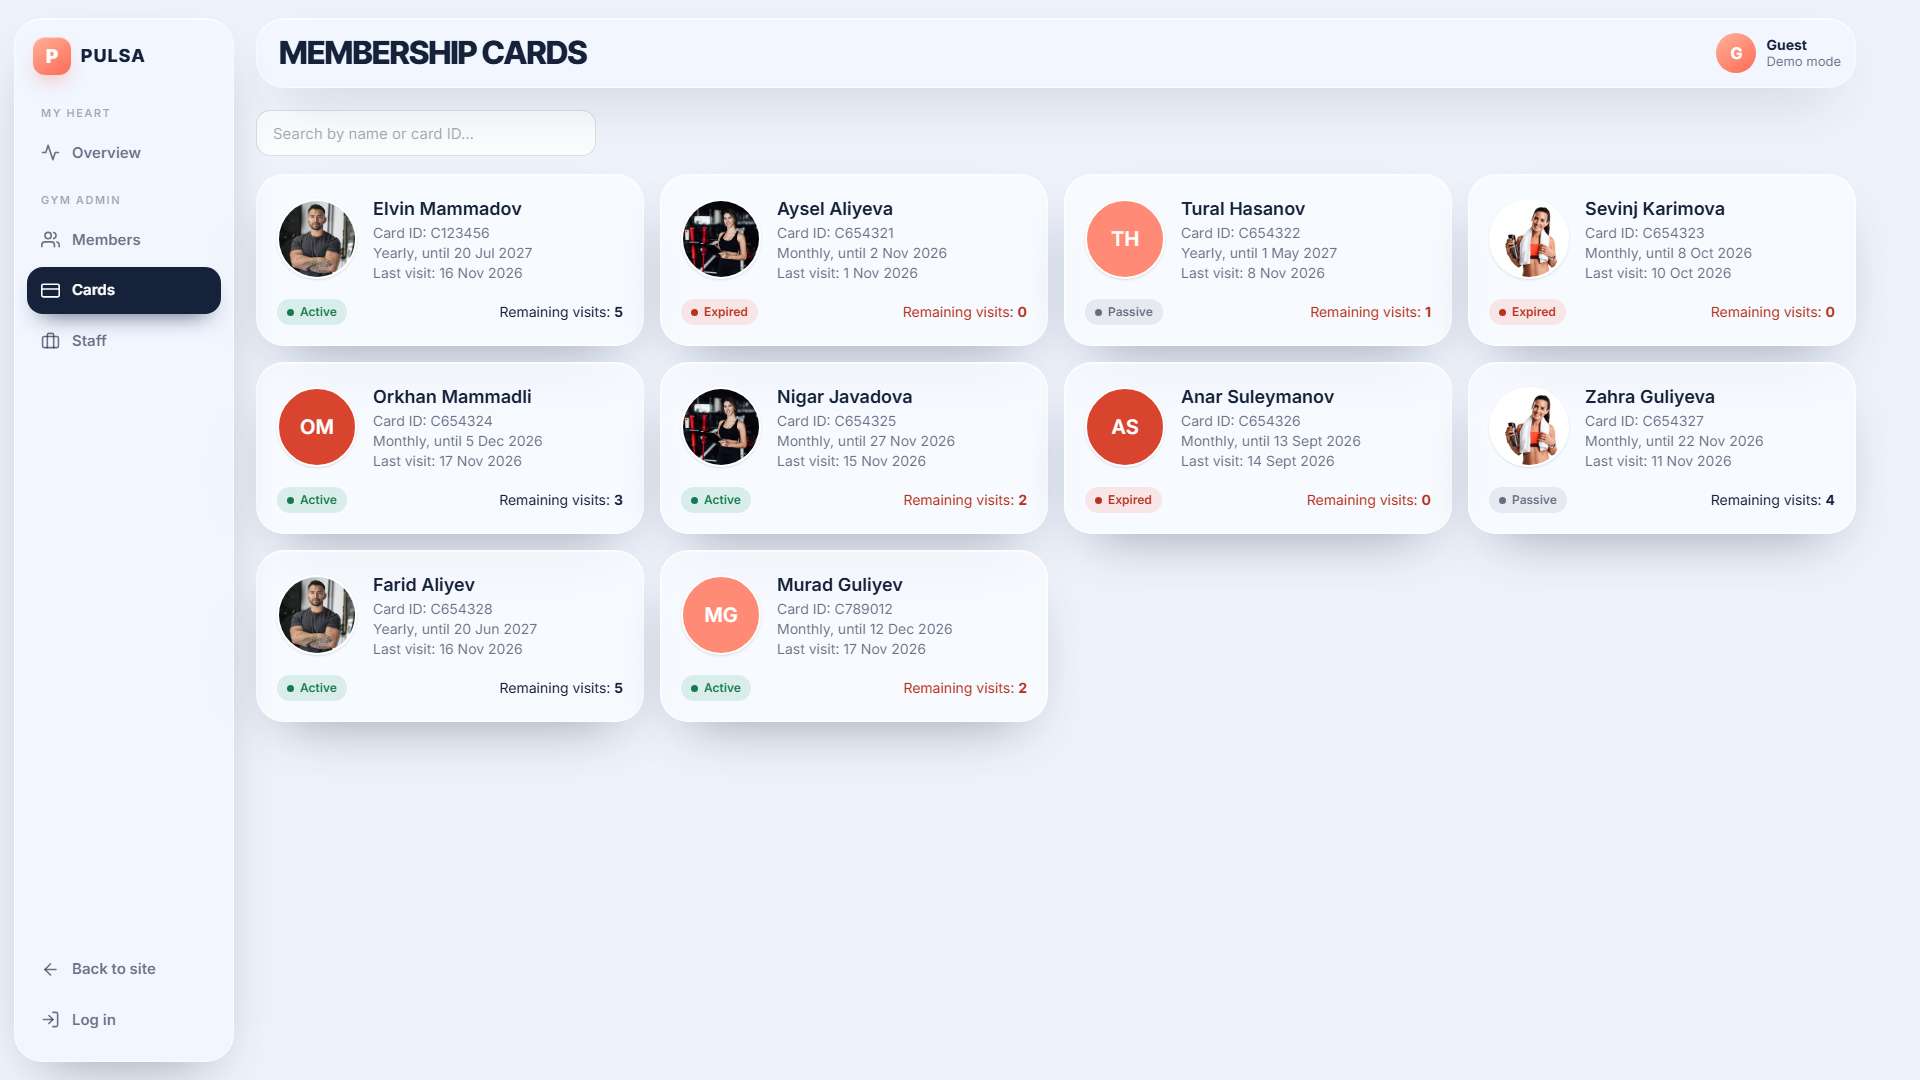 P PULSA
MY HEART
Overview
GYM ADMIN
Members
Cards
Staff
Back to site
Log in
MEMBERSHIP CARDS
G
Guest
Demo mode
Search by name or card ID...
Elvin Mammadov
Card ID: C123456
Yearly, until 20 Jul 2027
Last visit: 16 Nov 2026
Active
Remaining visits: 5
Aysel Aliyeva
Card ID: C654321
Monthly, until 2 Nov 2026
Last visit: 1 Nov 2026
Expired
Remaining visits: 0
TH
Tural Hasanov
Card ID: C654322
Yearly, until 1 May 2027
Last visit: 8 Nov 2026
Passive
Remaining visits: 1
Sevinj Karimova
Card ID: C654323
Monthly, until 8 Oct 2026
Last visit: 10 Oct 2026
Expired
Remaining visits: 0
OM
Orkhan Mammadli
Card ID: C654324
Monthly, until 5 Dec 2026
Last visit: 17 Nov 2026
Active
Remaining visits: 3
Nigar Javadova
Card ID: C654325
Monthly, until 27 Nov 2026
Last visit: 15 Nov 2026
Active
Remaining visits: 2
AS
Anar Suleymanov
Card ID: C654326
Monthly, until 13 Sept 2026
Last visit: 14 Sept 2026
Expired
Remaining visits: 0
Zahra Guliyeva
Card ID: C654327
Monthly, until 22 Nov 2026
Last visit: 11 Nov 2026
Passive
Remaining visits: 4
Farid Aliyev
Card ID: C654328
Yearly, until 20 Jun 2027
Last visit: 16 Nov 2026
Active
Remaining visits: 5
MG
Murad Guliyev
Card ID: C789012
Monthly, until 12 Dec 2026
Last visit: 17 Nov 2026
Active
Remaining visits: 2